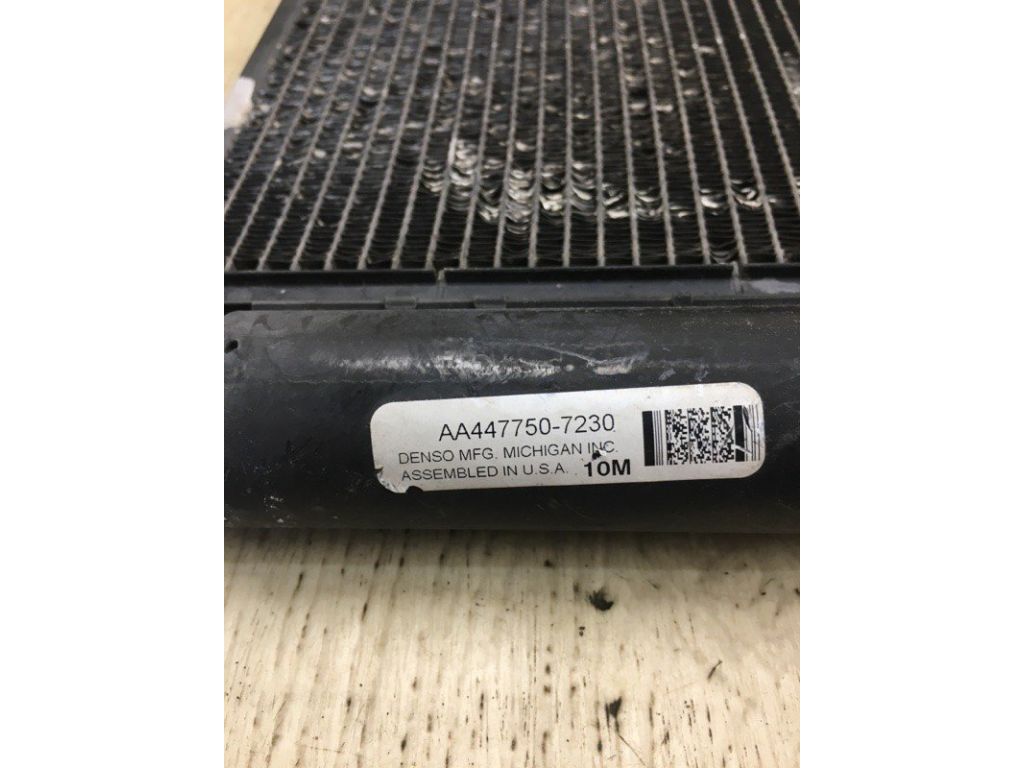 AA447750-7230
DENSO MFG. MICHIGAN INC.
ASSEMBLED IN U.S.A. 10M